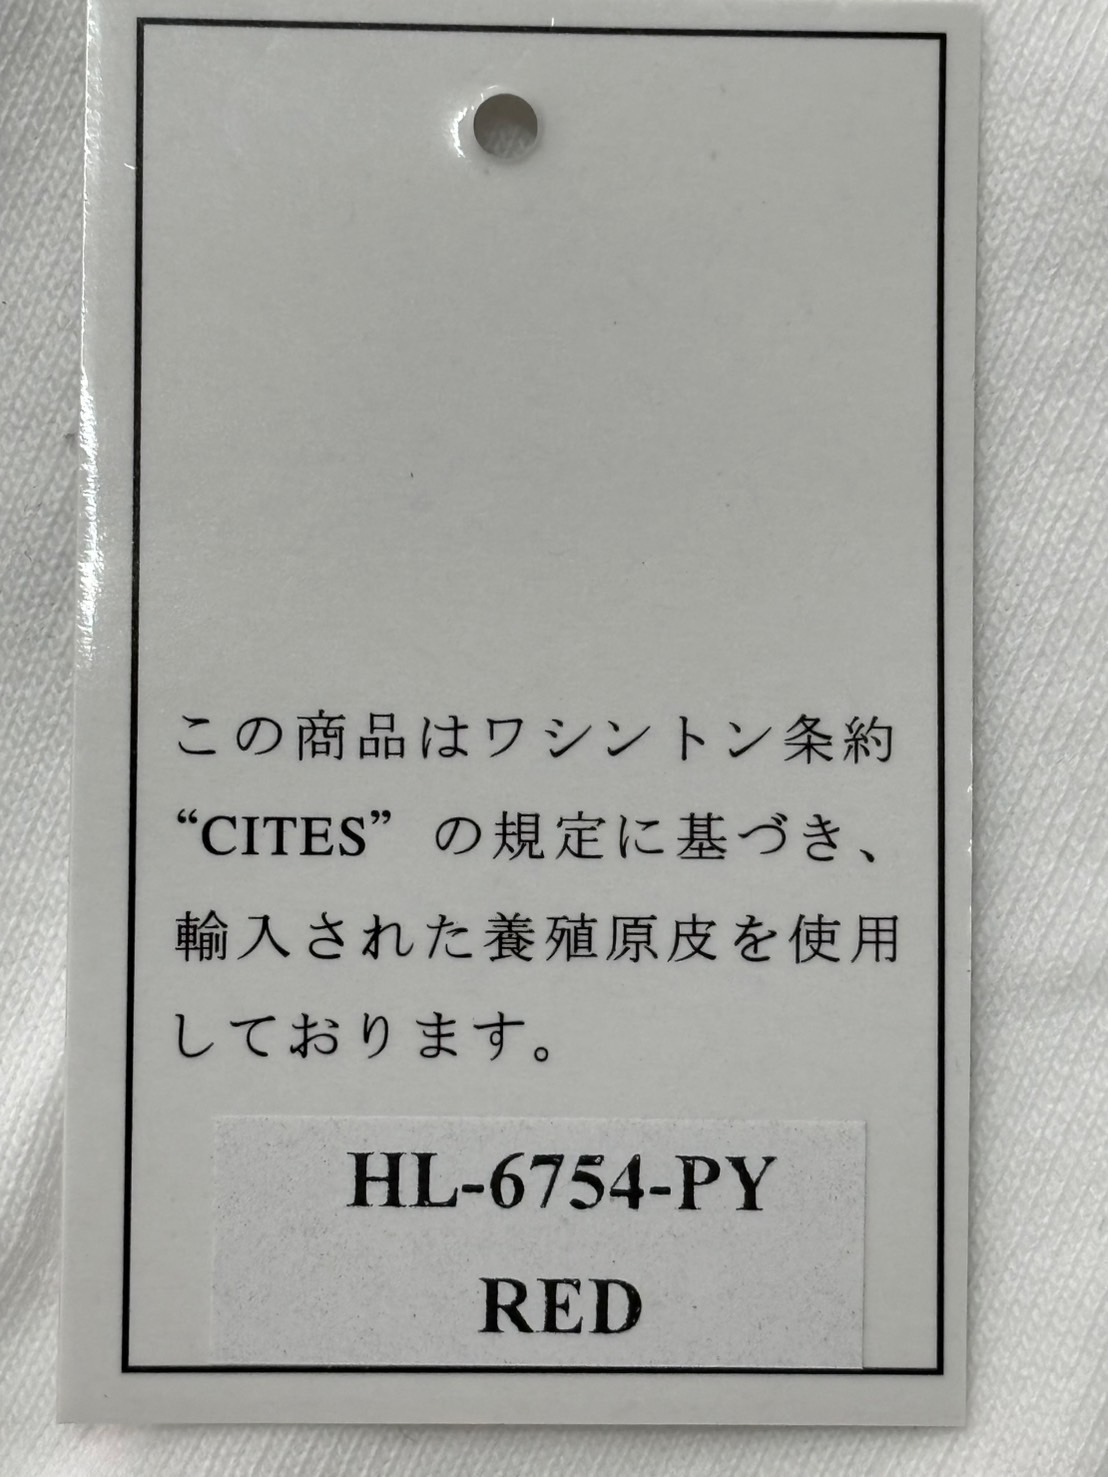 この商品はワシントン条約
“CITES” の規定に基づき、
輸入された養殖原皮を使用
しております。
HL-6754-PY
RED